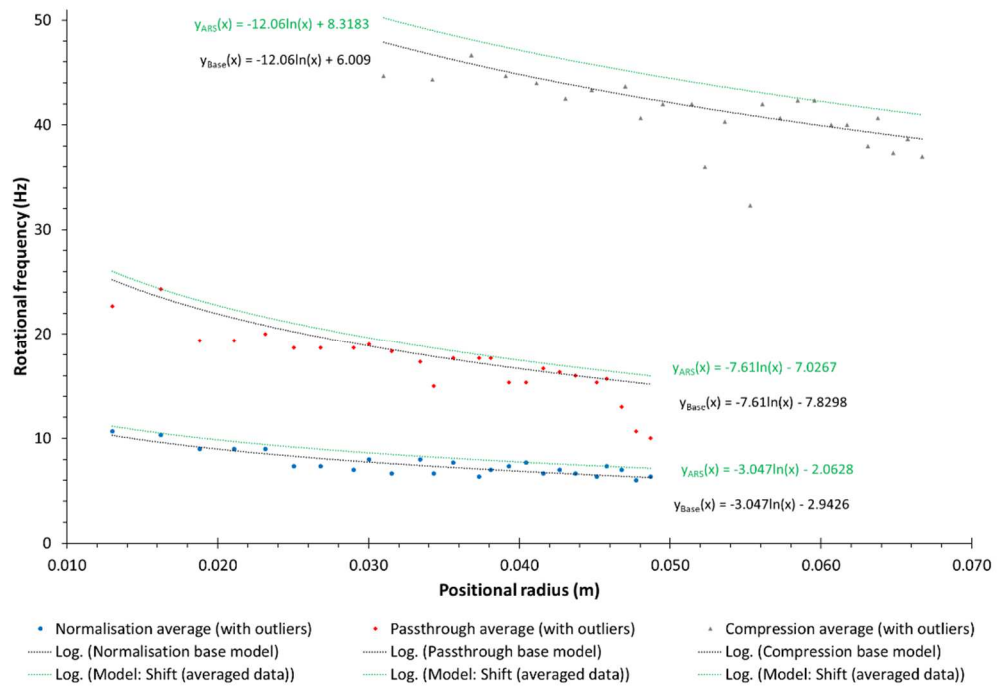 50
40
30
20
10
0
Rotational frequency (Hz)
y_ARS(x) = -12.06ln(x) + 8.3183
y_Base(x) = -12.06ln(x) + 6.009
y_ARS(x) = -7.61ln(x) - 7.0267
y_Base(x) = -7.61ln(x) - 7.8298
y_ARS(x) = -3.047ln(x) - 2.0628
y_Base(x) = -3.047ln(x) - 2.9426
0.010 0.020 0.030 0.040 0.050 0.060 0.070
Positional radius (m)
Normalisation average (with outliers) Passthrough average (with outliers) Compression average (with outliers)
Log. (Normalisation base model) Log. (Passthrough base model) Log. (Compression base model)
Log. (Model: Shift (averaged data)) Log. (Model: Shift (averaged data)) Log. (Model: Shift (averaged data))